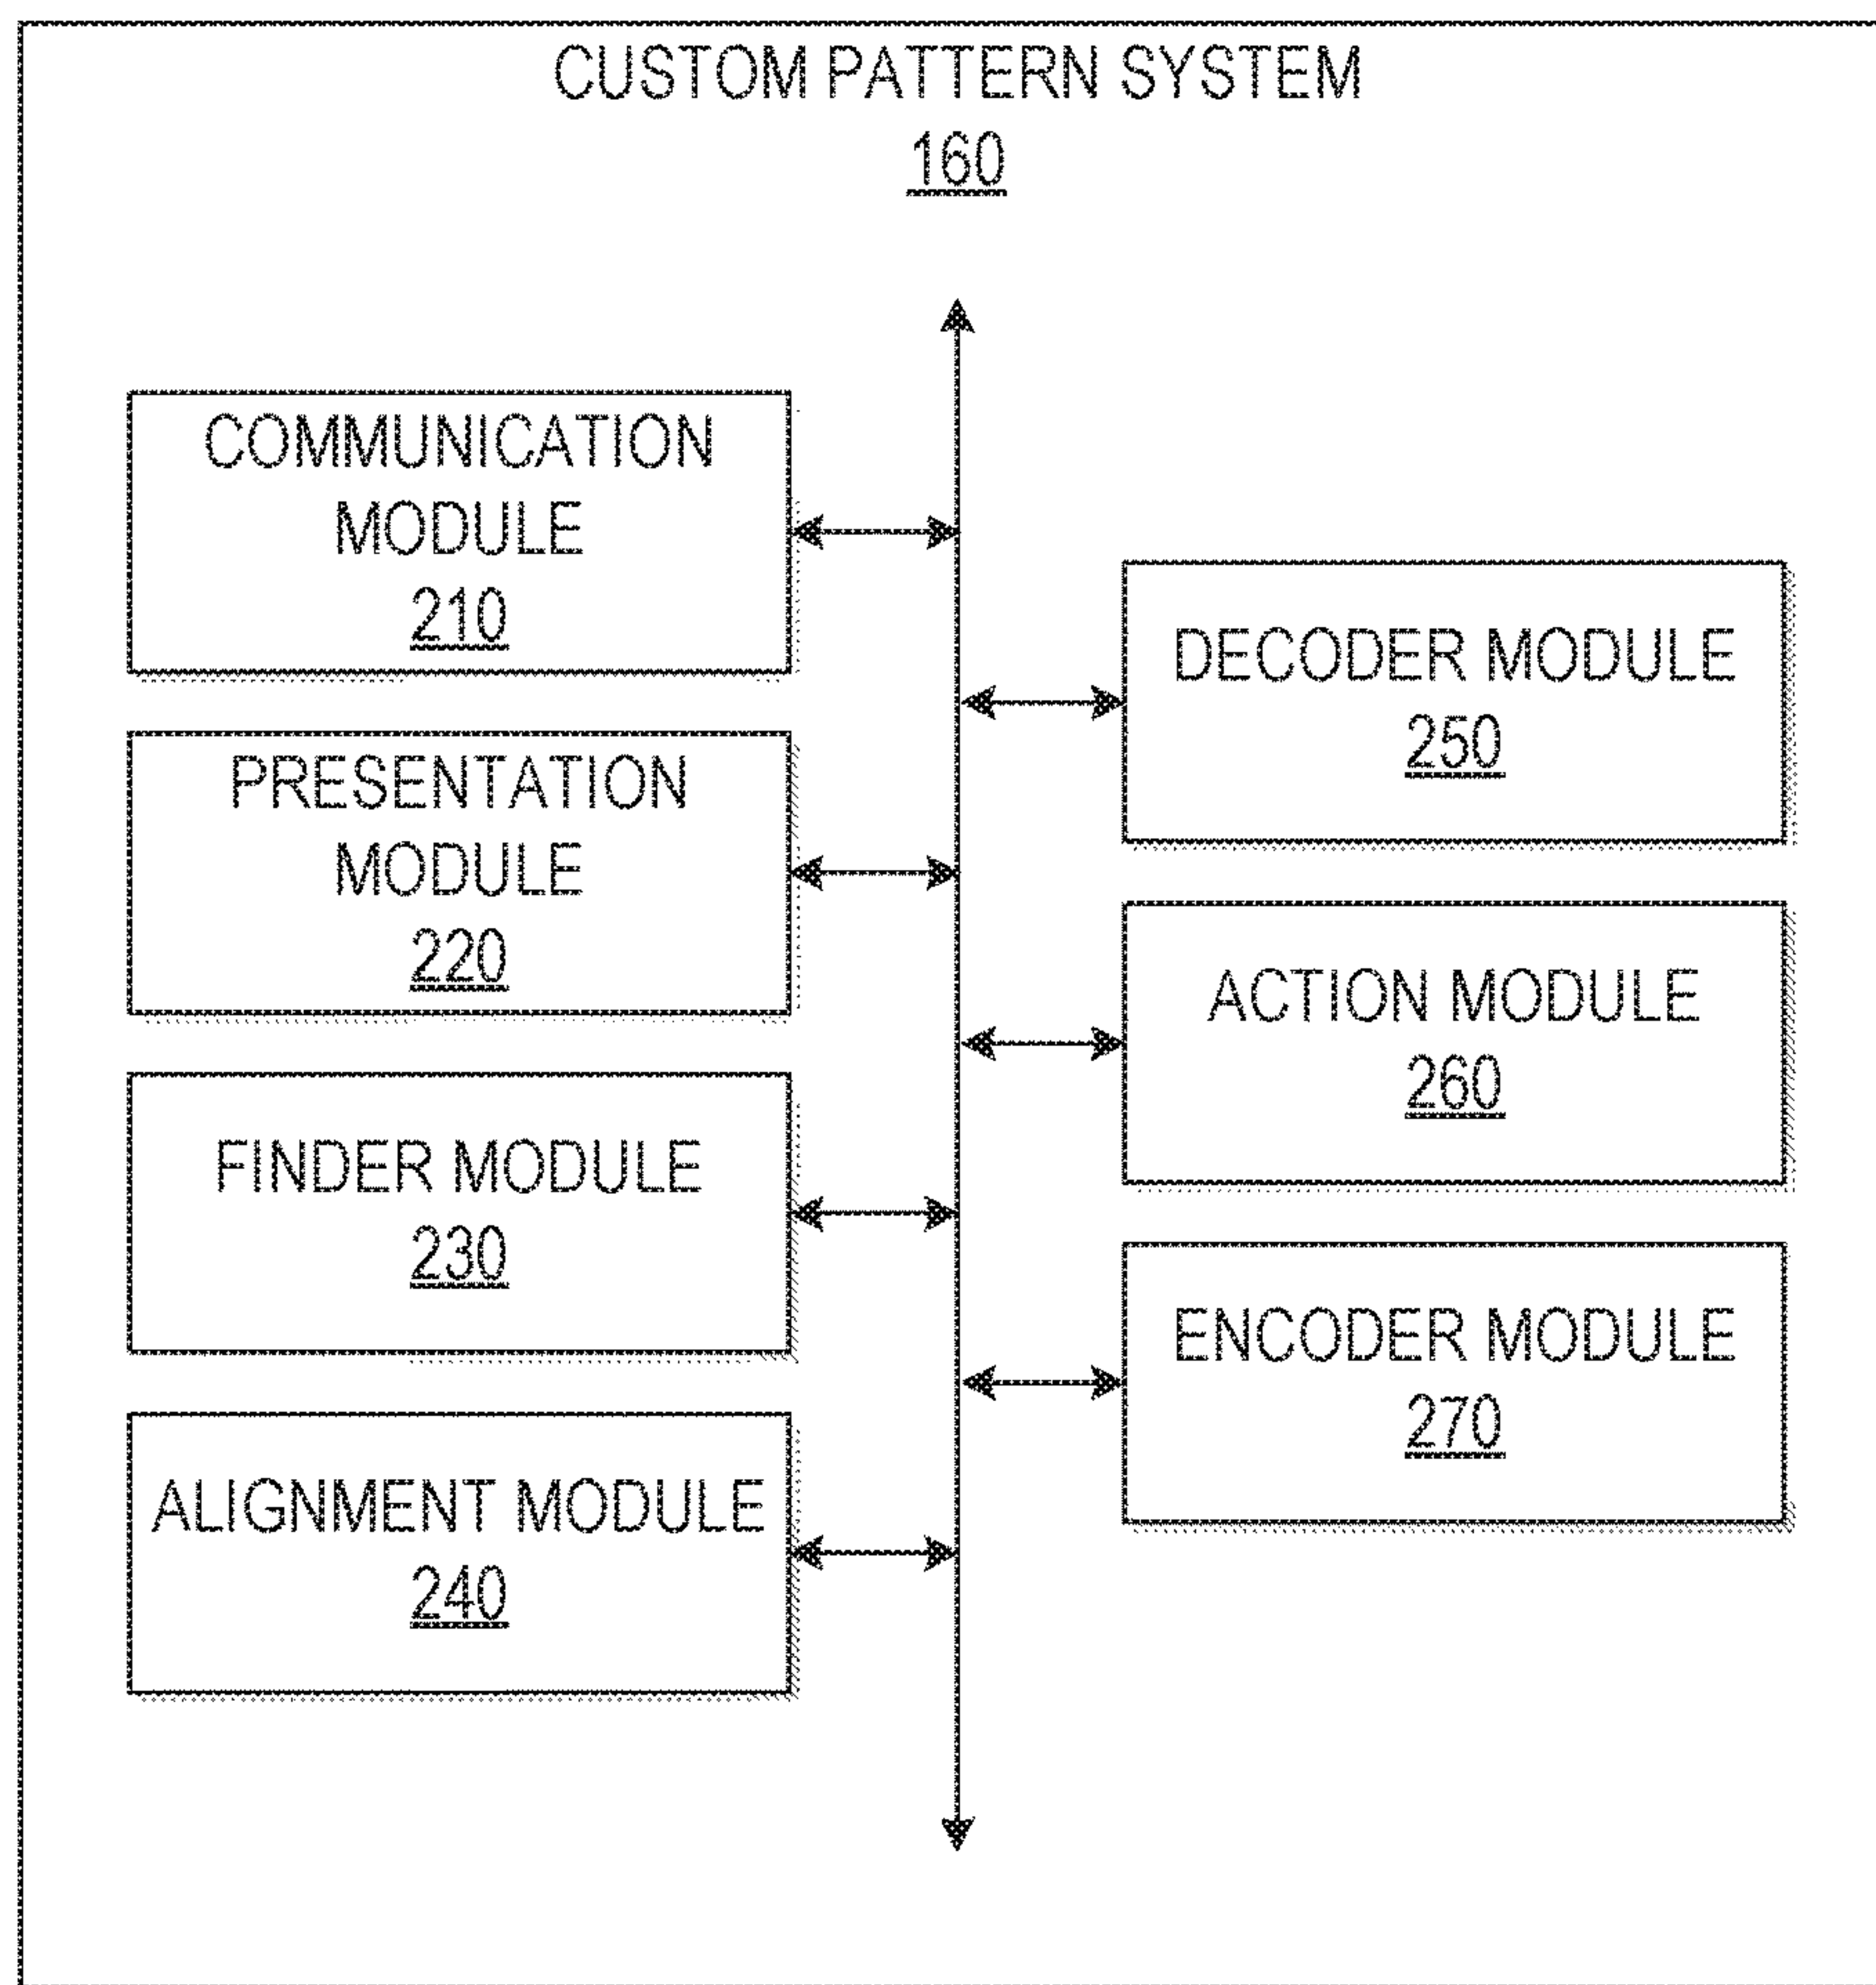 CUSTOM PATTERN SYSTEM
160
COMMUNICATION
MODULE
210
PRESENTATION
MODULE
220
FINDER MODULE
230
ALIGNMENT MODULE
240
DECODER MODULE
250
ACTION MODULE
260
ENCODER MODULE
270